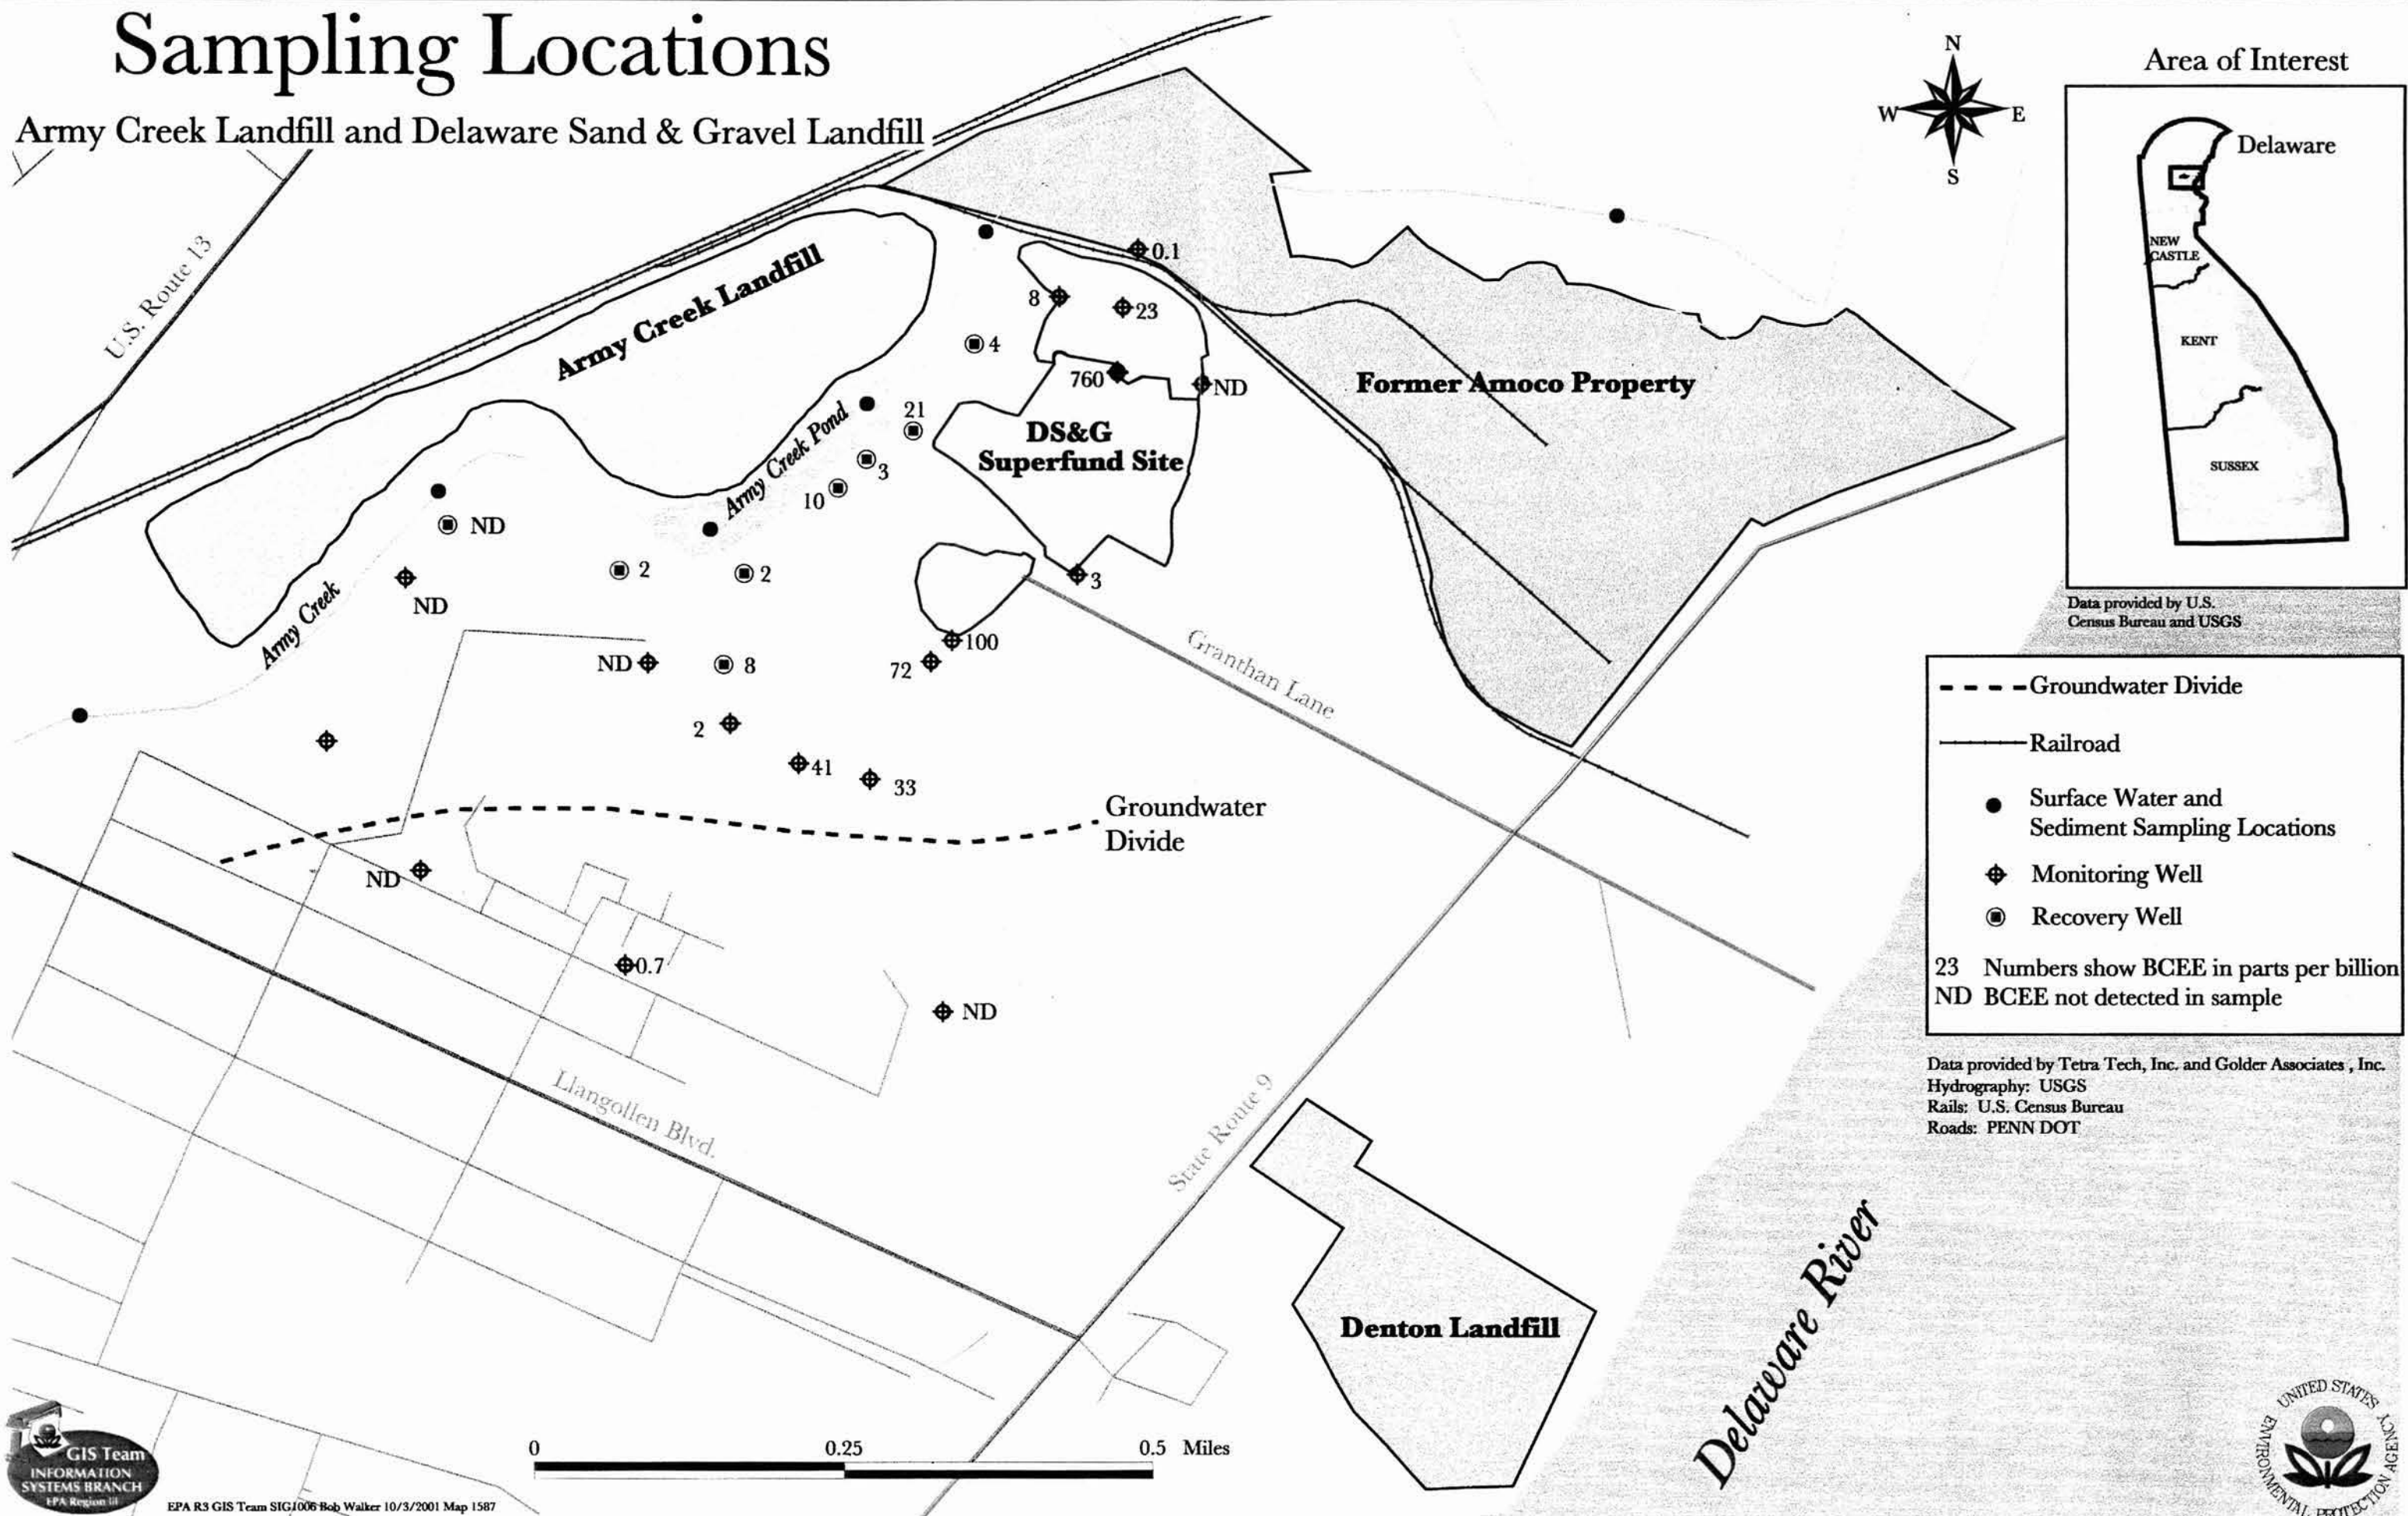 Sampling Locations
Army Creek Landfill and Delaware Sand & Gravel Landfill
N
W
E
S
Area of Interest
Delaware
NEW
CASTLE
KENT
SUSSEX
Data provided by U.S.
Census Bureau and USGS
U.S. Route 13
Army Creek Landfill
0.1
8
23
4
760
ND
Former Amoco Property
21
DS&G
Superfund Site
Army Creek Pond
3
10
ND
2
2
3
ND
Army Creek
100
ND
8
72
Granthan Lane
2
41
33
Groundwater
Divide
ND
0.7
ND
Llangollen Blvd.
State Route 9
Denton Landfill
Delaware River
Groundwater Divide
Railroad
Surface Water and
Sediment Sampling Locations
Monitoring Well
Recovery Well
23 Numbers show BCEE in parts per billion
ND BCEE not detected in sample
Data provided by Tetra Tech, Inc. and Golder Associates , Inc.
Hydrography: USGS
Rails: U.S. Census Bureau
Roads: PENN DOT
0 0.25 0.5 Miles
GIS Team
INFORMATION
SYSTEMS BRANCH
EPA Region III
EPA R3 GIS Team SIGJ006 Bob Walker 10/3/2001 Map 1587
UNITED STATES
ENVIRONMENTAL PROTECTION AGENCY